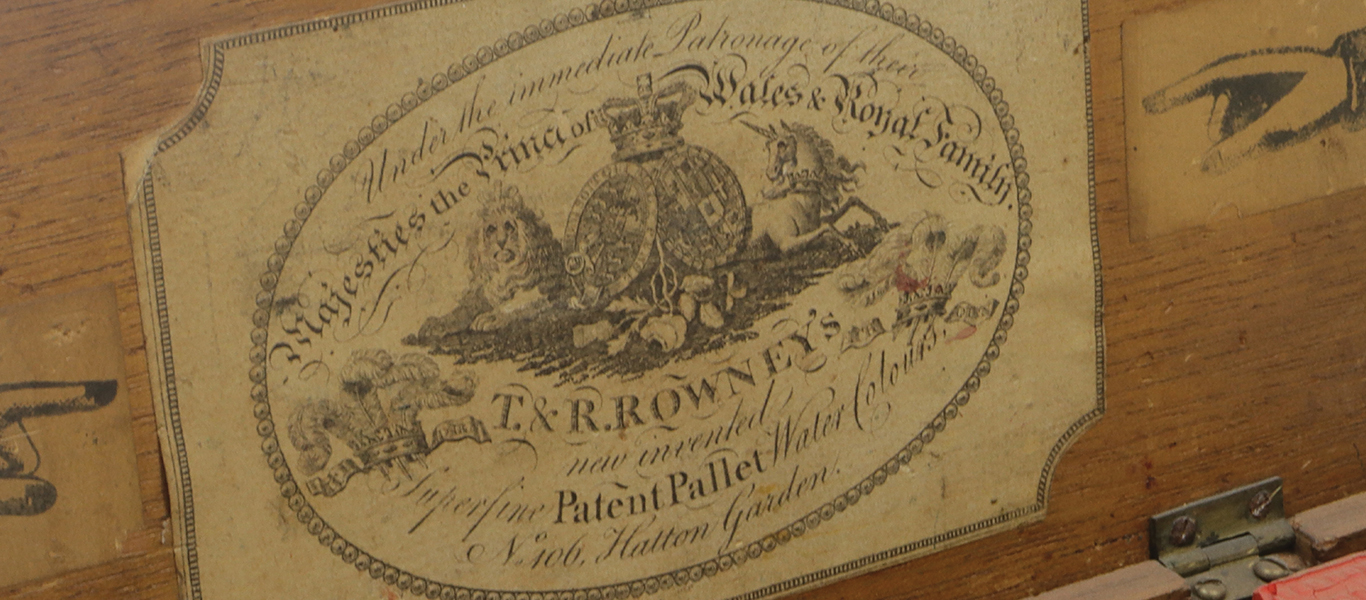 Under the immediate Patronage of their
Majesties the Prince of Wales & Royal Family.
T. & R. ROWNEY'S
new invented
Superfine Patent Pallet Water Colours.
No. 106, Hatton Garden.